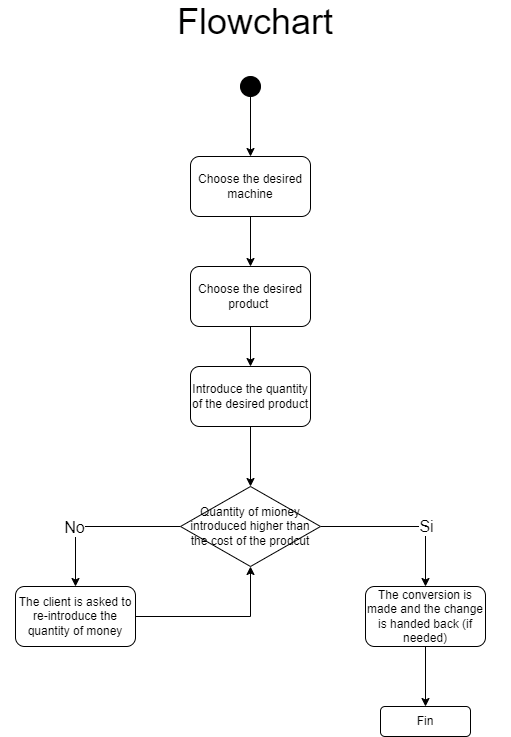 Flowchart
Choose the desired
machine
Choose the desired
product
Introduce the quantity
of the desired product
Quantity of mioney
introduced higher than
the cost of the prodcut
No
Si
The client is asked to
re-introduce the
quantity of money
The conversion is
made and the change
is handed back (if
needed)
Fin